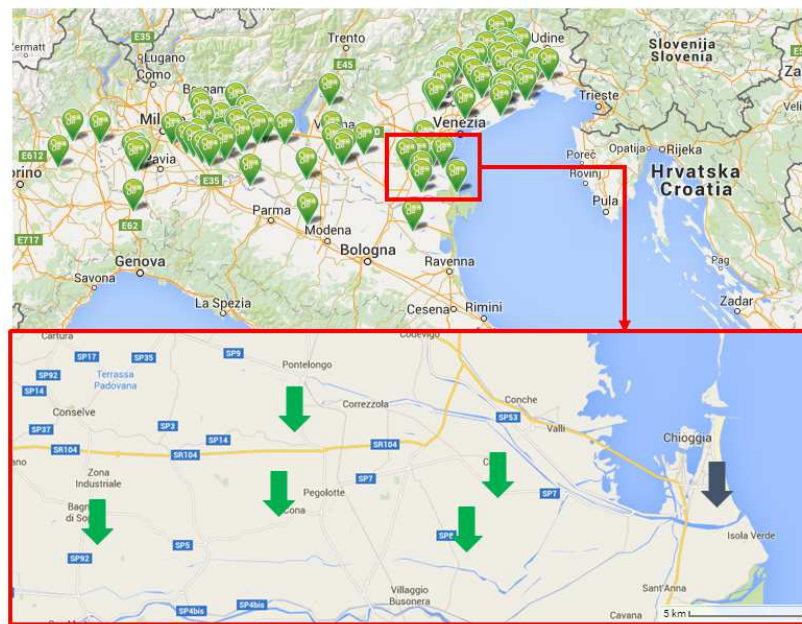 Zermatt
E35
Lugano
Como
Trento
E45
Udine
Slovenija
Slovenia
Trieste
Venezia
Opatija
Rijeka
Poreč
Rovinj
Pula
Hrvatska
Croatia
E612
E35
Parma
Modena
Bologna
E62
E717
Genova
Savona
La Spezia
Ravenna
Cesena
Rimini
Pag
Zadar
Cartura
SP17
SP35
SP9
Codevigo
Terrassa
Padovana
SP92
SP14
Pontelongo
Correzzola
Conche
Valli
SP53
Conselve
SP37
SP3
SP14
SR104
SR104
SR104
Chioggia
Zona
Industriale
SP7
SP7
Pegolotte
Cona
SP5
SP92
Isola Verde
Villaggio
Busonera
Sant'Anna
SP4bis
SP4bis
Cavana
5 km